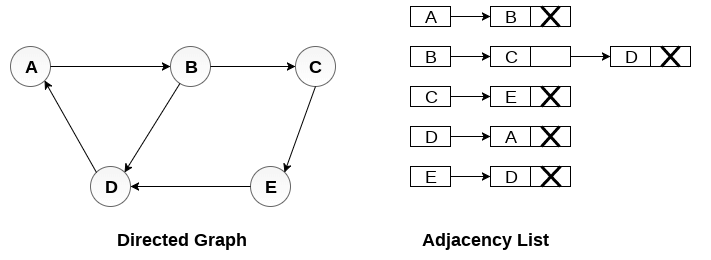 A B C
D E
Directed Graph
A B X
B C D X
C E X
D A X
E D X
Adjacency List